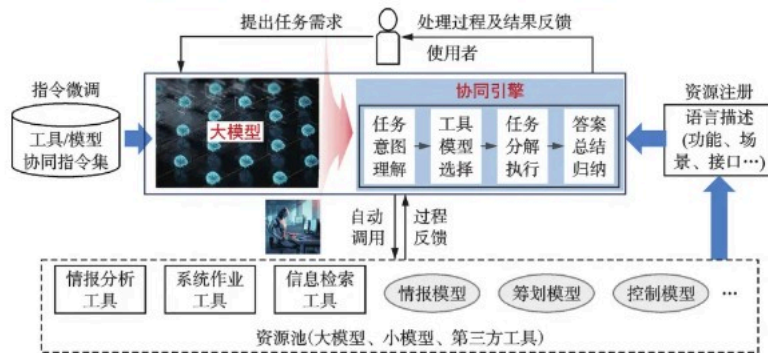 提出任务需求
处理过程及结果反馈
使用者
指令微调
工具/模型
协同指令集
大模型
协同引擎
任务
意图
理解
工具
模型
选择
任务
分解
执行
答案
总结
归纳
资源注册
语言描述
(功能、场
景、接口…)
自动
调用
过程
反馈
情报分析
工具
系统作业
工具
信息检索
工具
情报模型
筹划模型
控制模型
…
资源池(大模型、小模型、第三方工具)